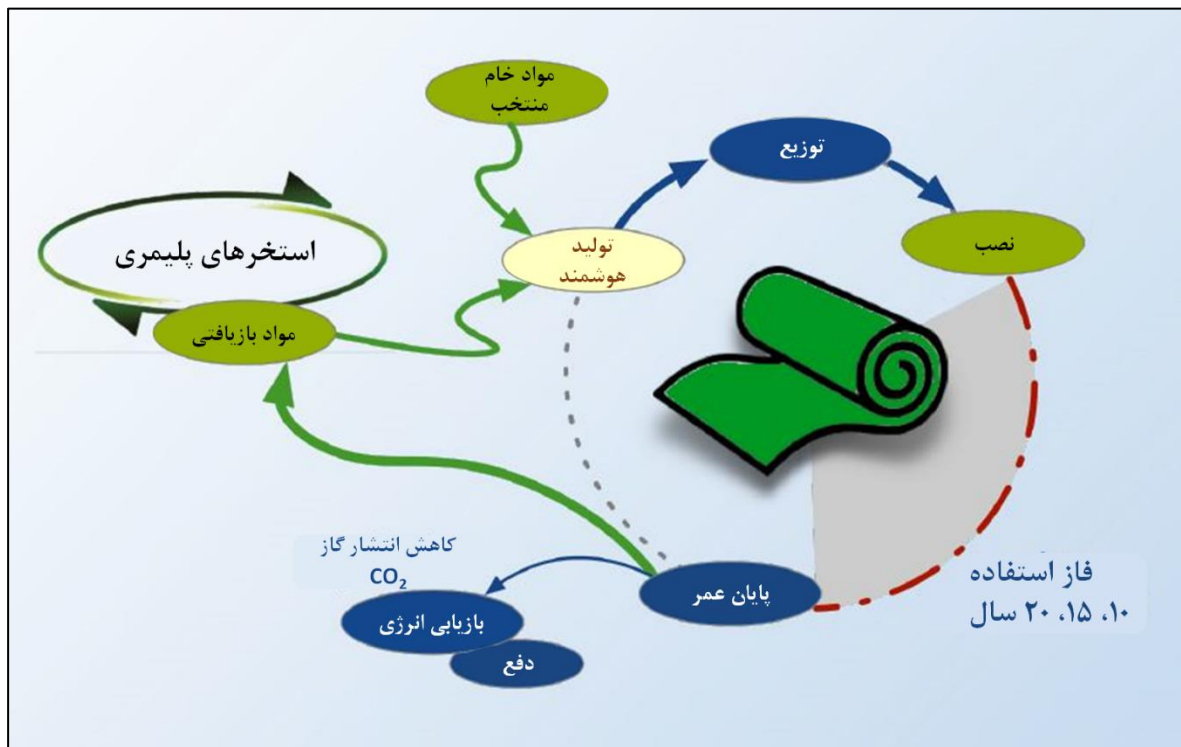 مواد خام
منتخب
توزیع
نصب
تولید
هوشمند
استخرهای پلیمری
مواد بازیافتی
فاز استفاده
۱۰، ۱۵، ۲۰ سال
پایان عمر
کاهش انتشار گاز
CO₂
بازیابی انرژی
دفع